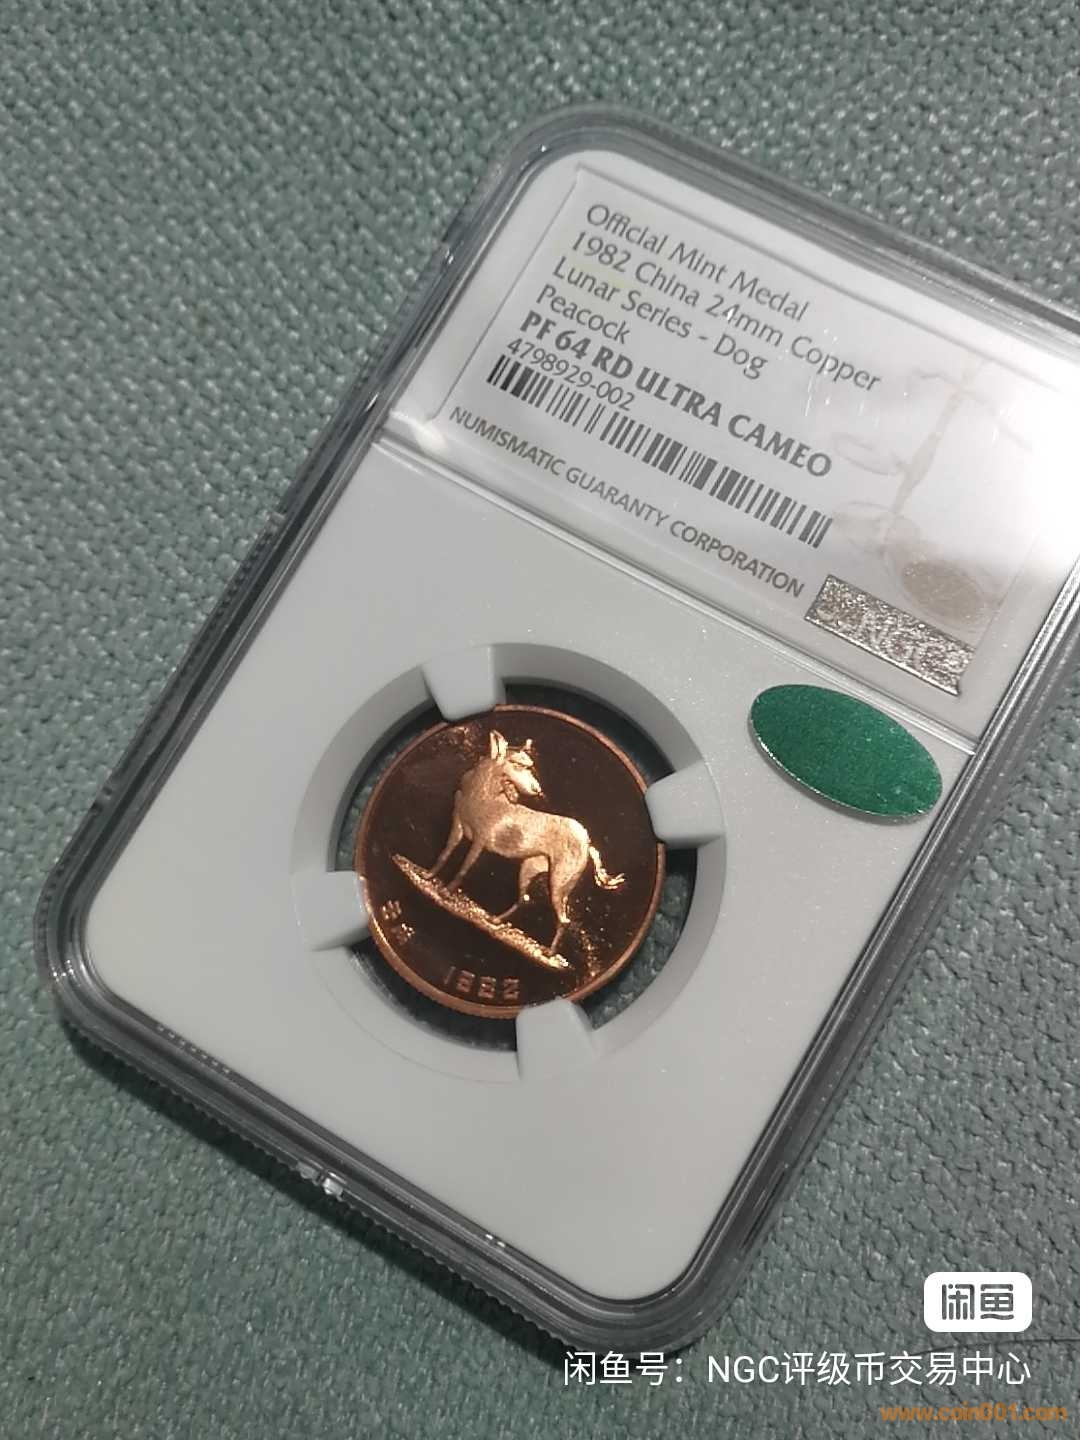 Official Mint Medal
1982 China 24mm Copper
Lunar Series - Dog
Peacock
PF 64 RD ULTRA CAMEO
4798929-002
NUMISMATIC GUARANTY CORPORATION
NGC
1982
闲鱼
闲鱼号：NGC评级币交易中心
www.coin001.com